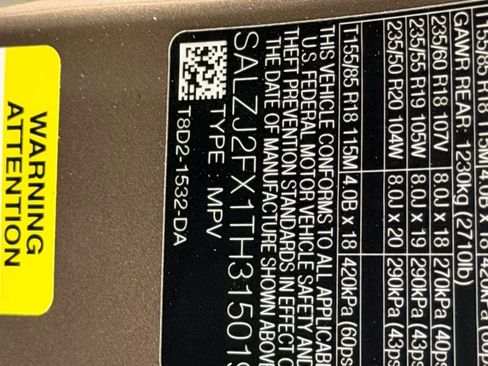 WARNING
ATTENTION
GAWR REAR: 1230kg (2710lb)
235/60 R18 107V 8.0J x 18 270kPa (40ps
235/55 R19 105W 8.0J x 19 290kPa (43ps
235/50 R20 104W 8.0J x 20 290kPa (43ps
T155/85 R18 115M 4.0B x 18 420kPa (60ps
THIS VEHICLE CONFORMS TO ALL APPLICAB
U.S. FEDERAL MOTOR VEHICLE SAFETY AND
THEFT PREVENTION STANDARDS IN EFFECT O
THE DATE OF MANUFACTURE SHOWN ABOVE
SALZJ2FX1TH31501
TYPE : MPV
T8D2-1532-DA